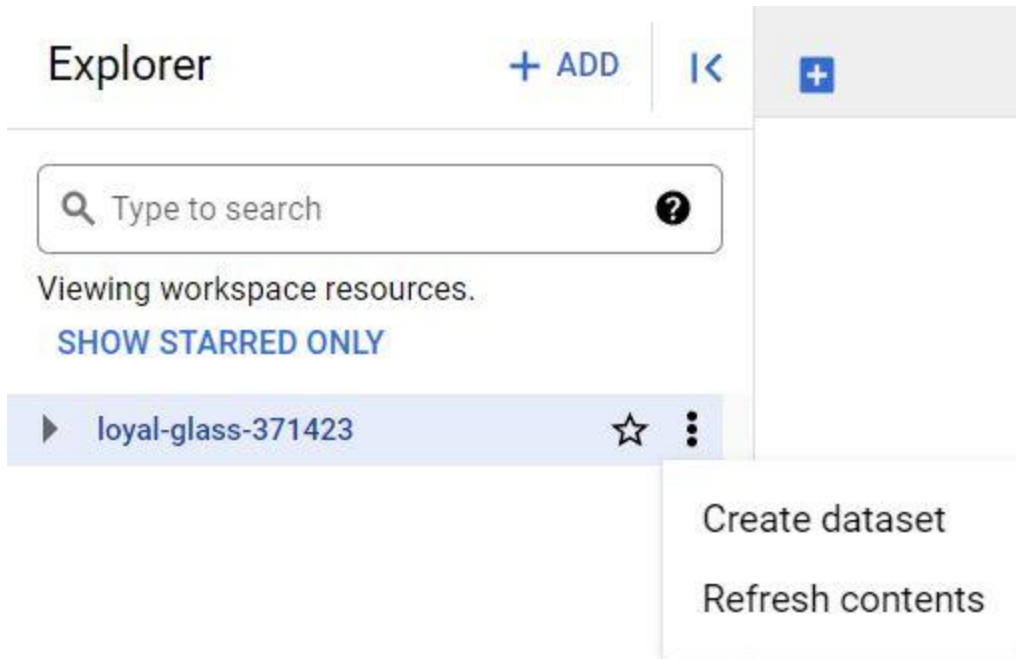 Explorer
+ ADD
Type to search
Viewing workspace resources.
SHOW STARRED ONLY
loyal-glass-371423
Create dataset
Refresh contents